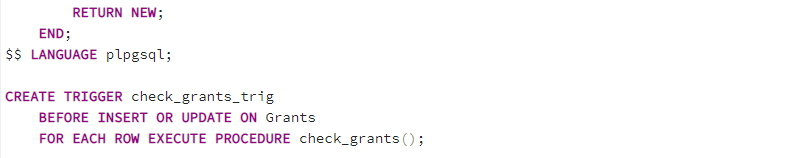 RETURN NEW;
END;
$$ LANGUAGE plpgsql;
CREATE TRIGGER check_grants_trig
BEFORE INSERT OR UPDATE ON Grants
FOR EACH ROW EXECUTE PROCEDURE check_grants();